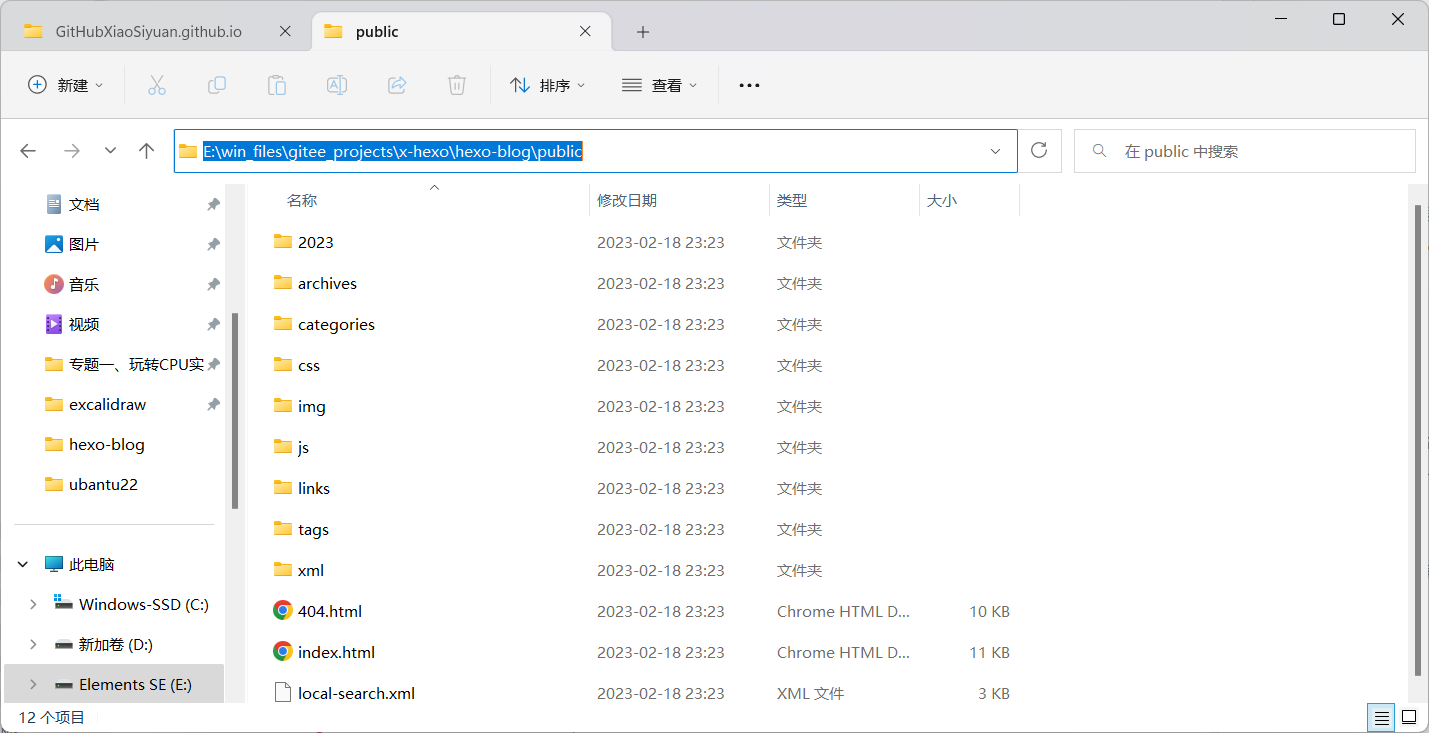 GitHubXiaoSiyuan.github.io
public
新建
排序
查看
E:\win_files\gitee_projects\x-hexo\hexo-blog\public
在 public 中搜索
文档
图片
音乐
视频
专题一、玩转CPU实
excalidraw
hexo-blog
ubantu22
此电脑
Windows-SSD (C:)
新加卷 (D:)
Elements SE (E:)
名称 修改日期 类型 大小
2023 2023-02-18 23:23 文件夹
archives 2023-02-18 23:23 文件夹
categories 2023-02-18 23:23 文件夹
css 2023-02-18 23:23 文件夹
img 2023-02-18 23:23 文件夹
js 2023-02-18 23:23 文件夹
links 2023-02-18 23:23 文件夹
tags 2023-02-18 23:23 文件夹
xml 2023-02-18 23:23 文件夹
404.html 2023-02-18 23:23 Chrome HTML D... 10 KB
index.html 2023-02-18 23:23 Chrome HTML D... 11 KB
local-search.xml 2023-02-18 23:23 XML 文件 3 KB
12 个项目